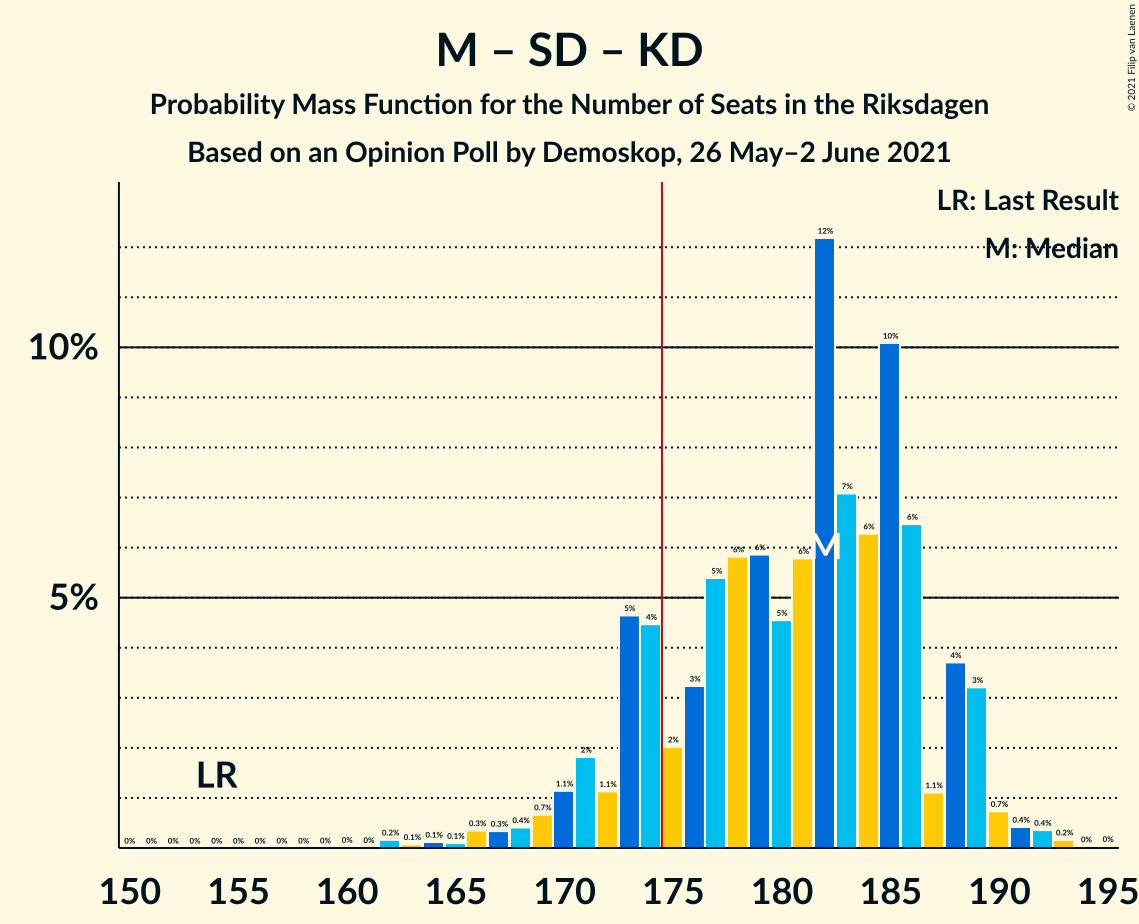 M – SD – KD
Probability Mass Function for the Number of Seats in the Riksdagen
Based on an Opinion Poll by Demoskop, 26 May–2 June 2021
© 2021 Filip van Laenen
LR: Last Result
M: Median
10%
5%
LR
M
0% 0% 0% 0% 0% 0% 0% 0% 0% 0% 0% 0% 0.2% 0.1% 0.1% 0.1% 0.3% 0.3% 0.4% 0.7% 1.1% 2% 1.1% 5% 4% 2% 3% 5% 6% 6% 5% 6% 12% 7% 6% 10% 6% 1.1% 4% 3% 0.7% 0.4% 0.4% 0.2% 0% 0%
150 155 160 165 170 175 180 185 190 195